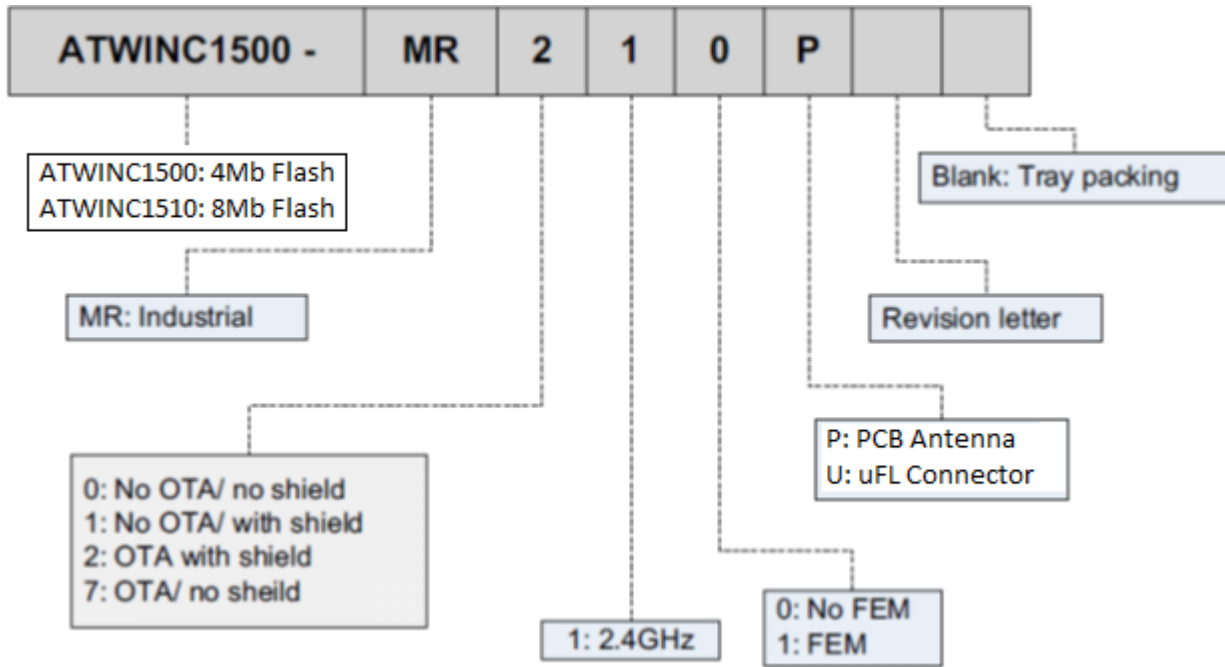 ATWINC1500 - MR 2 1 0 P
ATWINC1500: 4Mb Flash
ATWINC1510: 8Mb Flash
Blank: Tray packing
MR: Industrial
Revision letter
P: PCB Antenna
U: uFL Connector
0: No OTA/ no shield
1: No OTA/ with shield
2: OTA with shield
7: OTA/ no sheild
1: 2.4GHz
0: No FEM
1: FEM